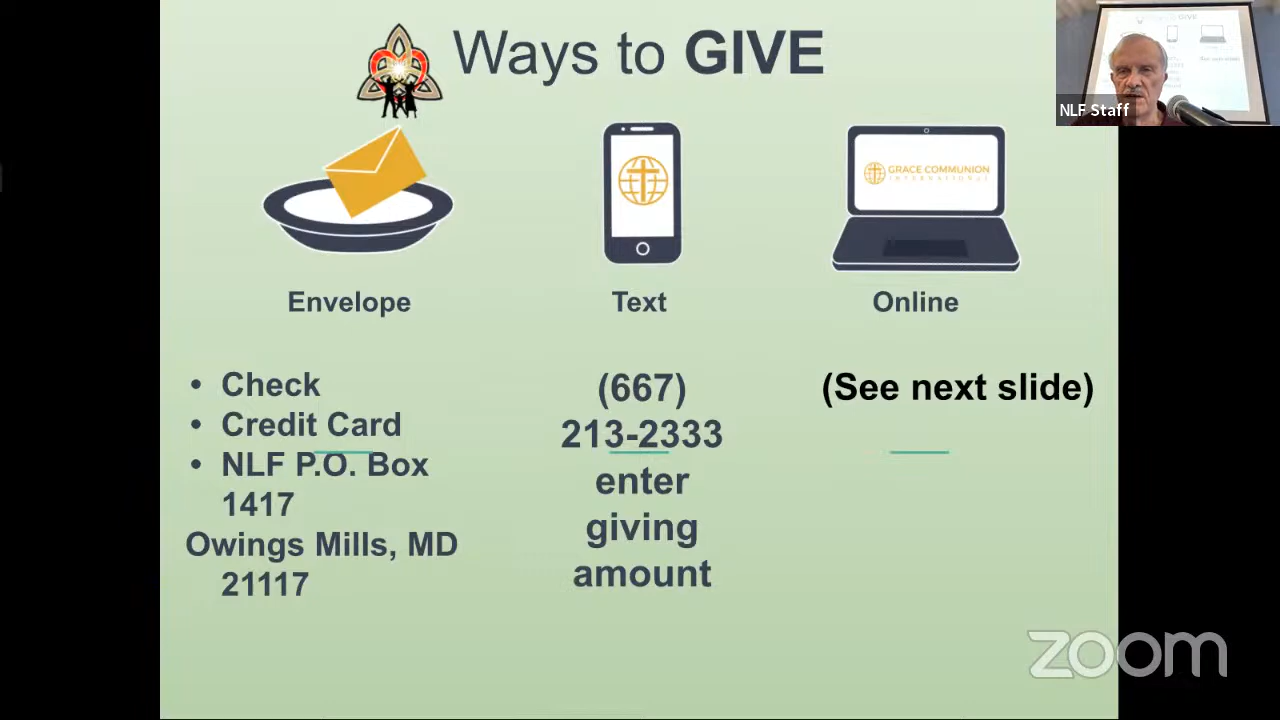 Ways to GIVE
NLF Staff
GRACE COMMUNION
INTERNATIONAL
Envelope
Text
Online
• Check
• Credit Card
• NLF P.O. Box
1417
Owings Mills, MD
21117
(667)
213-2333
enter
giving
amount
(See next slide)
zoom